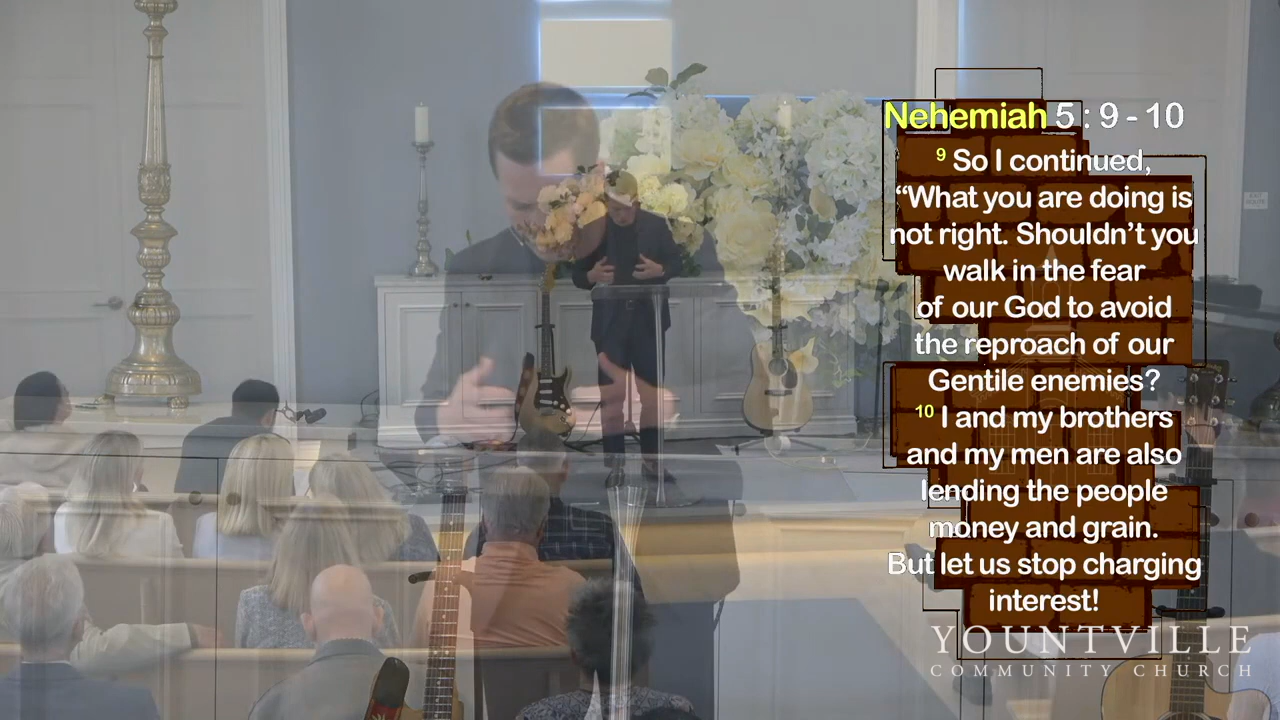 Nehemiah 5 : 9 - 10
9 So I continued,
“What you are doing is
not right. Shouldn’t you
walk in the fear
of our God to avoid
the reproach of our
Gentile enemies?
10 I and my brothers
and my men are also
lending the people
money and grain.
But let us stop charging
interest!
YOUNTVILLE
COMMUNITY CHURCH